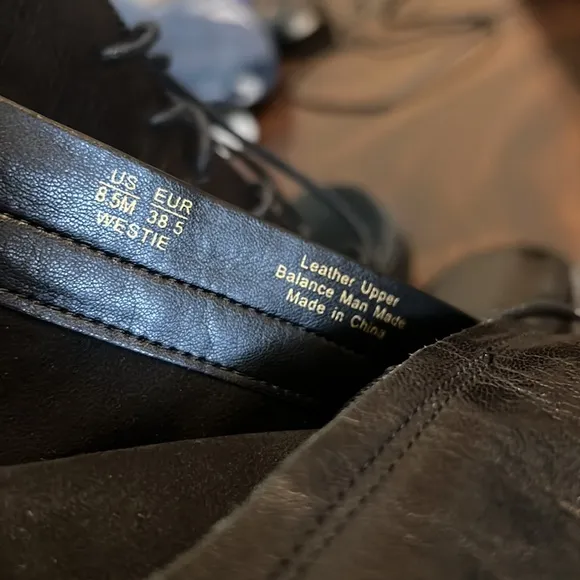 US EUR
8.5M 38.5
WESTIE
Leather Upper
Balance Man Made
Made in China